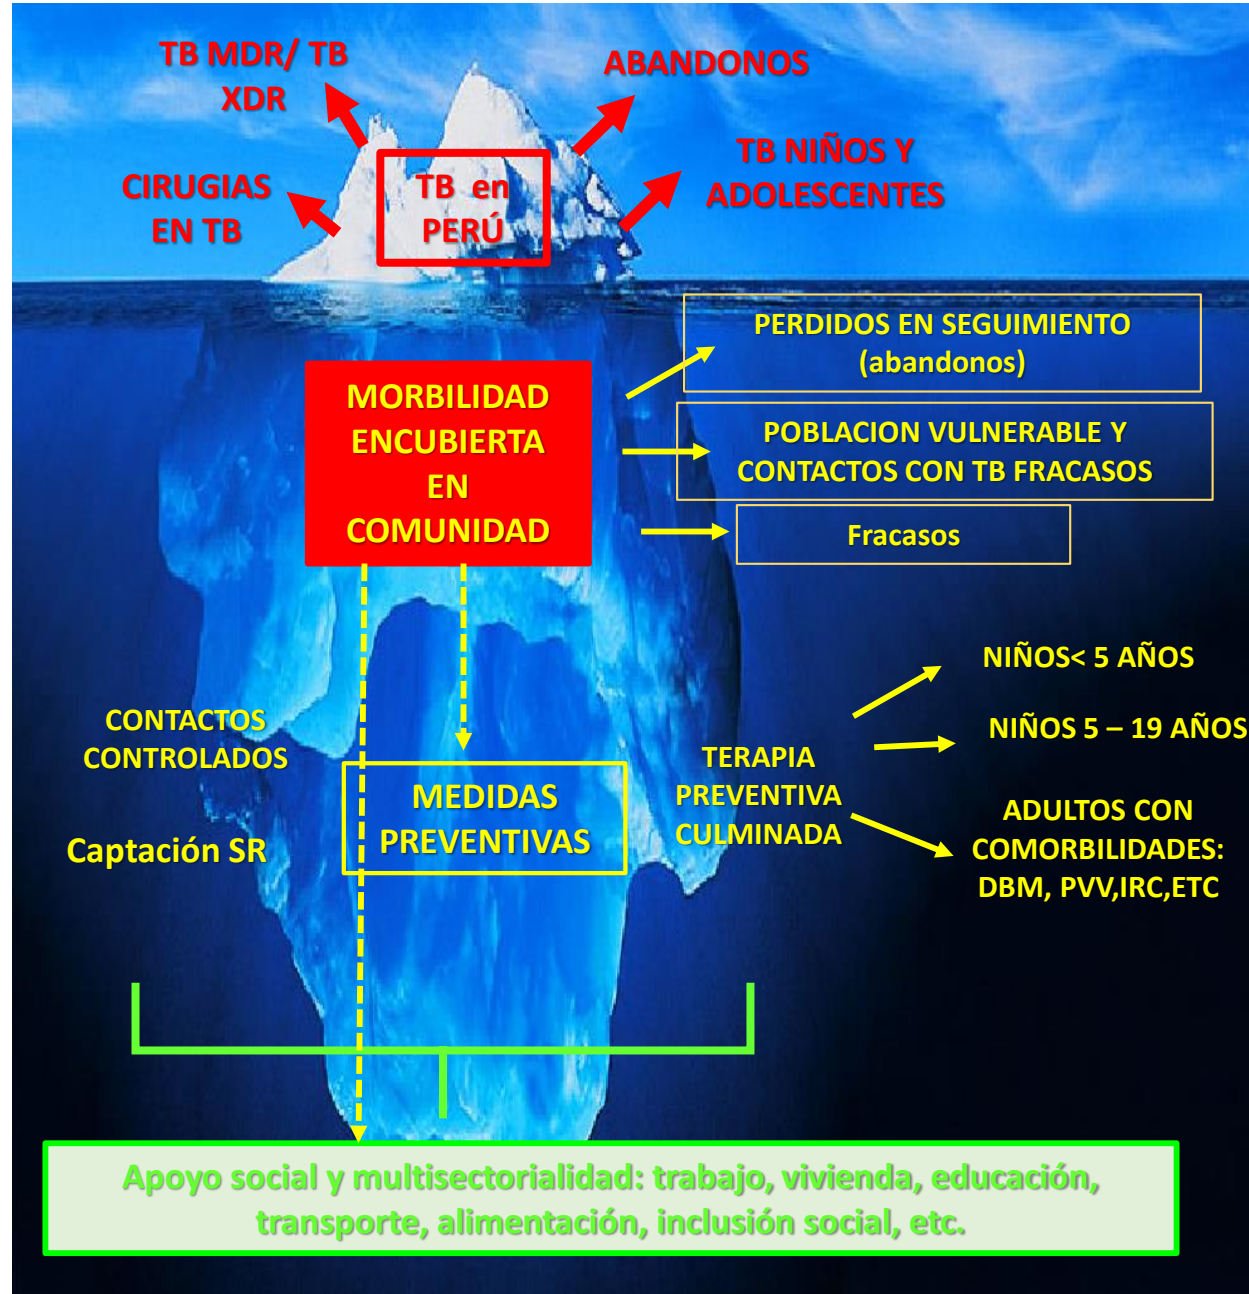 TB MDR/ TB
XDR
ABANDONOS
CIRUGIAS
EN TB
TB en
PERÚ
TB NIÑOS Y
ADOLESCENTES
MORBILIDAD
ENCUBIERTA
EN
COMUNIDAD
PERDIDOS EN SEGUIMIENTO
(abandonos)
POBLACION VULNERABLE Y
CONTACTOS CON TB FRACASOS
Fracasos
CONTACTOS
CONTROLADOS
Captación SR
MEDIDAS
PREVENTIVAS
TERAPIA
PREVENTIVA
CULMINADA
NIÑOS< 5 AÑOS
NIÑOS 5 – 19 AÑOS
ADULTOS CON
COMORBILIDADES:
DBM, PVV,IRC,ETC
Apoyo social y multisectorialidad: trabajo, vivienda, educación,
transporte, alimentación, inclusión social, etc.